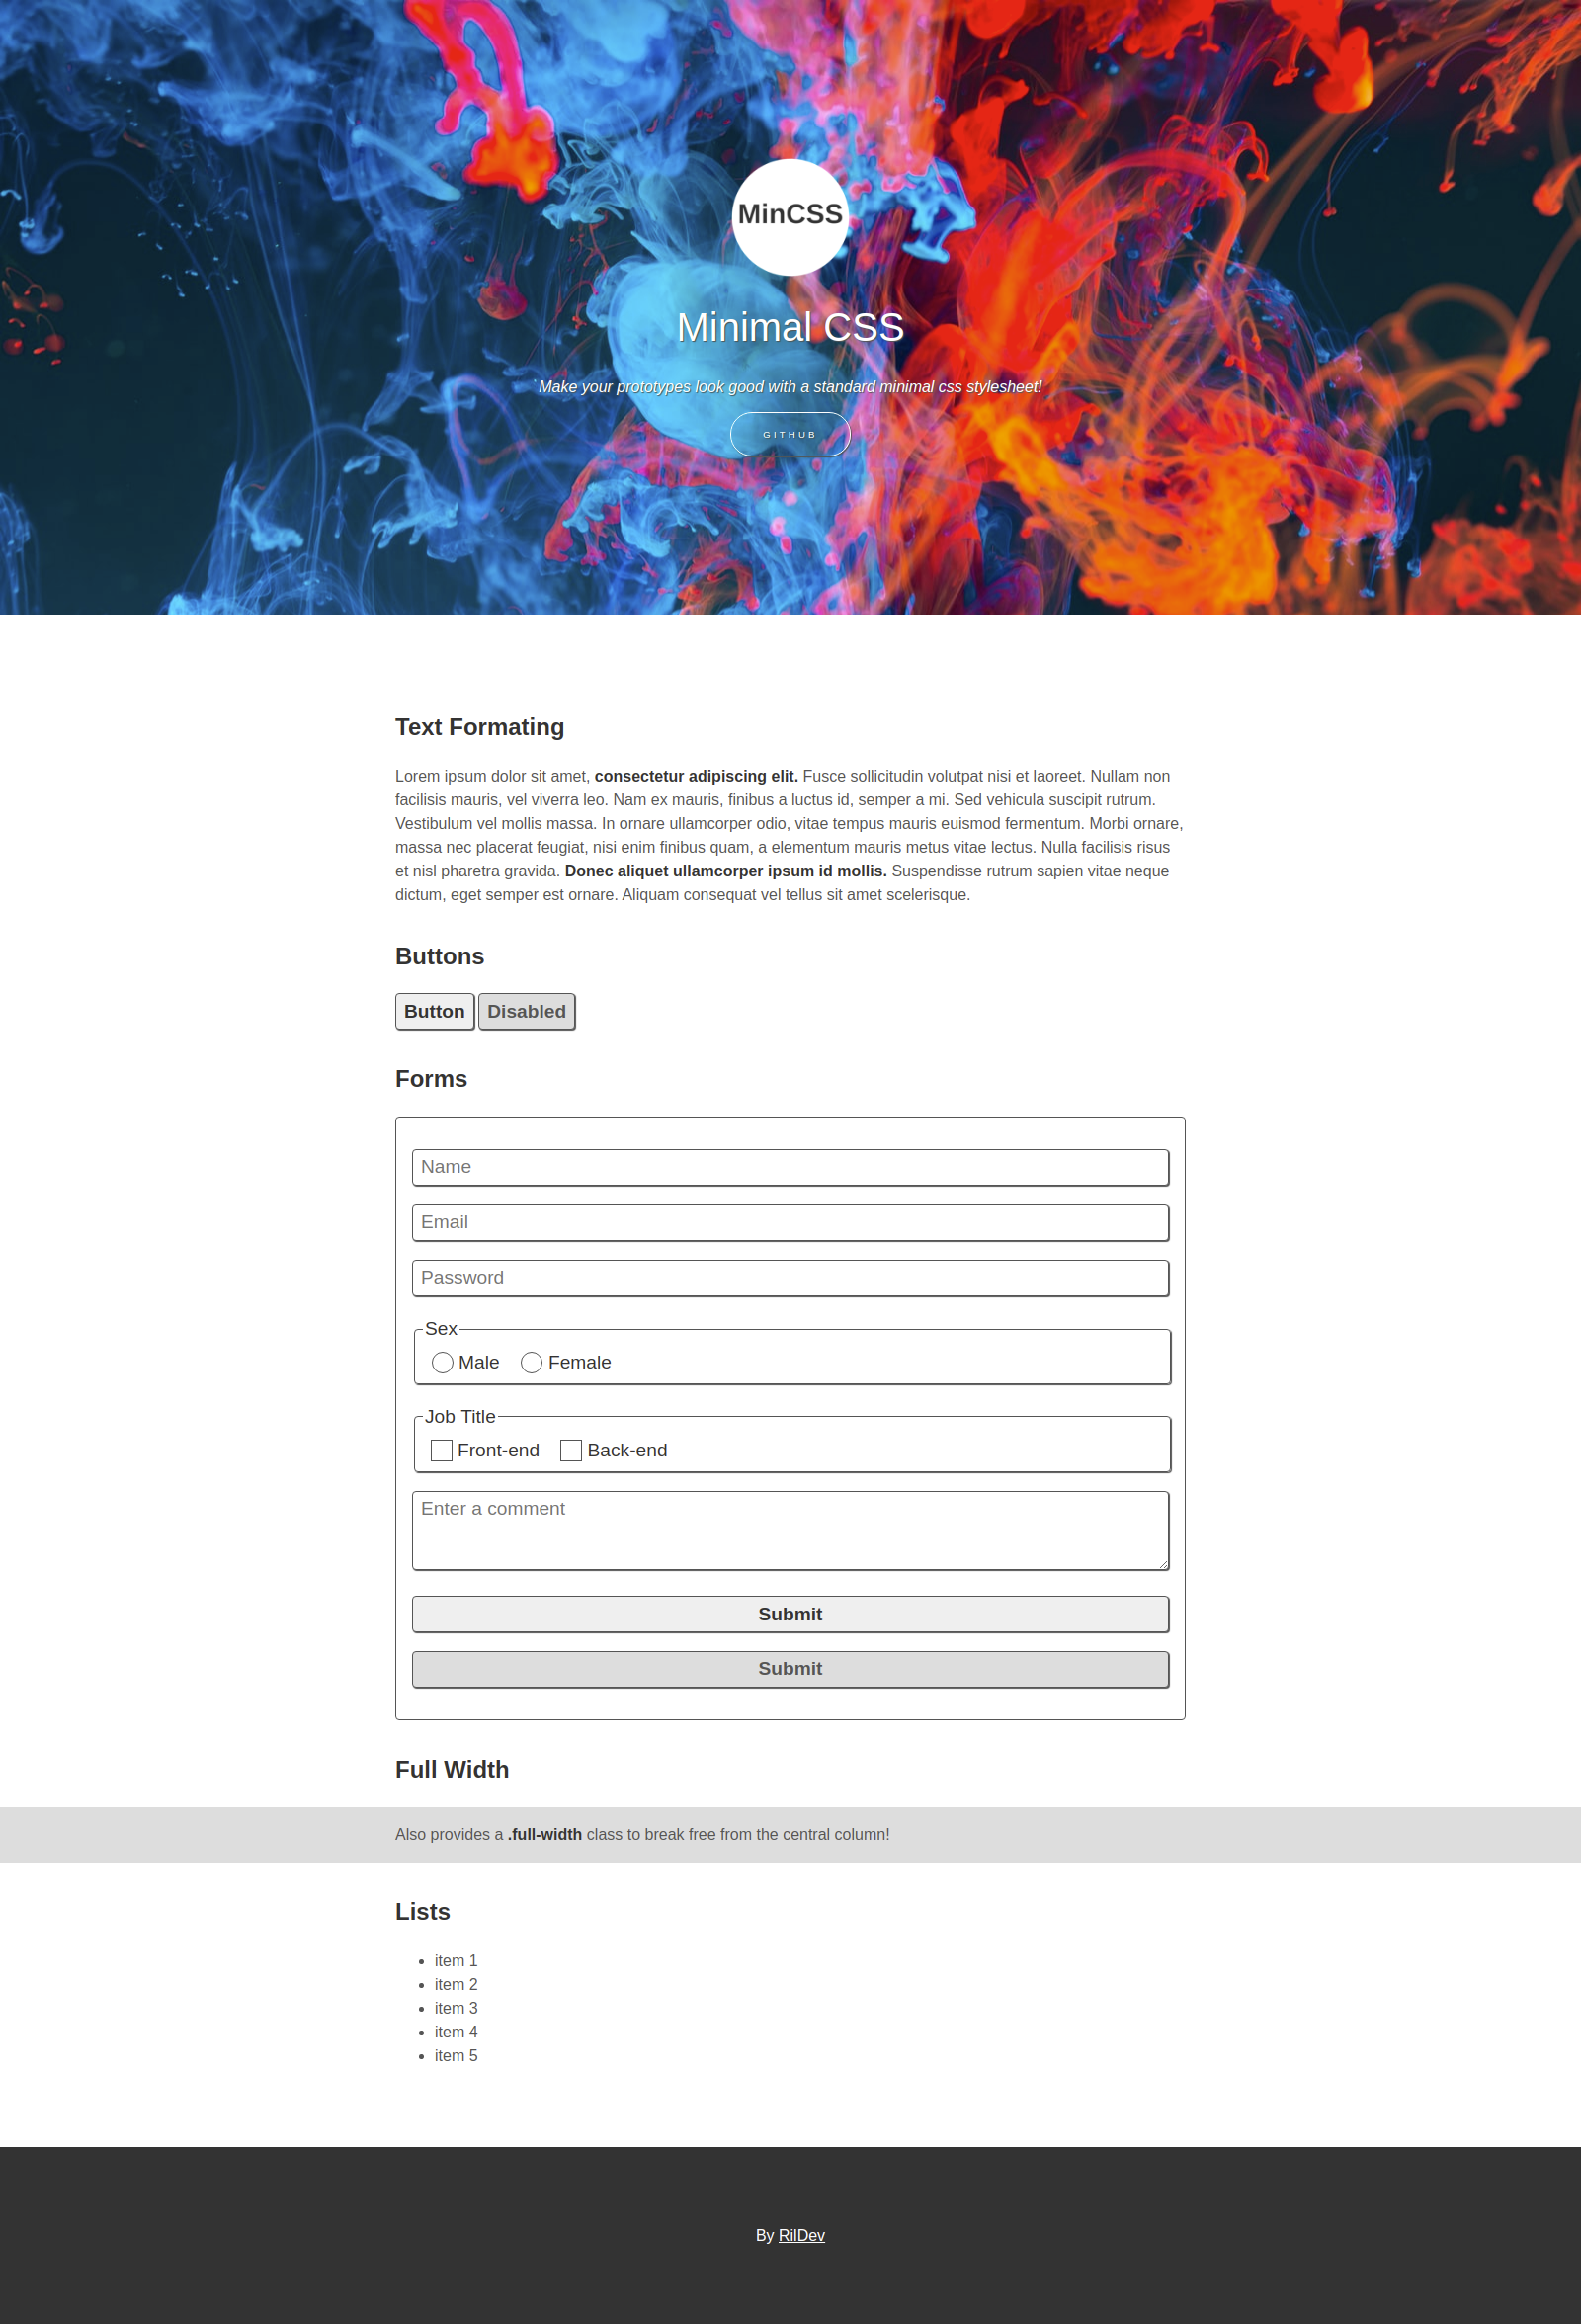 MinCSS
Minimal CSS
Make your prototypes look good with a standard minimal css stylesheet!
GITHUB
Text Formating
Lorem ipsum dolor sit amet, consectetur adipiscing elit. Fusce sollicitudin volutpat nisi et laoreet. Nullam non
facilisis mauris, vel viverra leo. Nam ex mauris, finibus a luctus id, semper a mi. Sed vehicula suscipit rutrum.
Vestibulum vel mollis massa. In ornare ullamcorper odio, vitae tempus mauris euismod fermentum. Morbi ornare,
massa nec placerat feugiat, nisi enim finibus quam, a elementum mauris metus vitae lectus. Nulla facilisis risus
et nisl pharetra gravida. Donec aliquet ullamcorper ipsum id mollis. Suspendisse rutrum sapien vitae neque
dictum, eget semper est ornare. Aliquam consequat vel tellus sit amet scelerisque.
Buttons
Button Disabled
Forms
Name
Email
Password
Sex
Male Female
Job Title
Front-end Back-end
Enter a comment
Submit
Submit
Full Width
Also provides a .full-width class to break free from the central column!
Lists
item 1
item 2
item 3
item 4
item 5
By RilDev